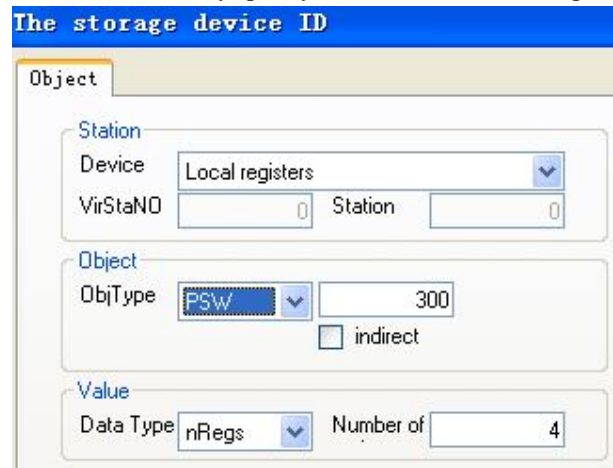 The storage device ID
Object
Station
Device Local registers
VirStaNO 0 Station 0
Object
ObjType PSW 300
indirect
Value
Data Type nRegs Number of 4